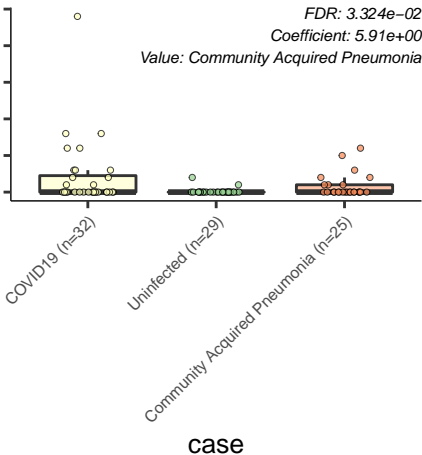 FDR: 3.324e−02
Coefficient: 5.91e+00
Value: Community Acquired Pneumonia
COVID19 (n=32)
Uninfected (n=29)
Community Acquired Pneumonia (n=25)
case